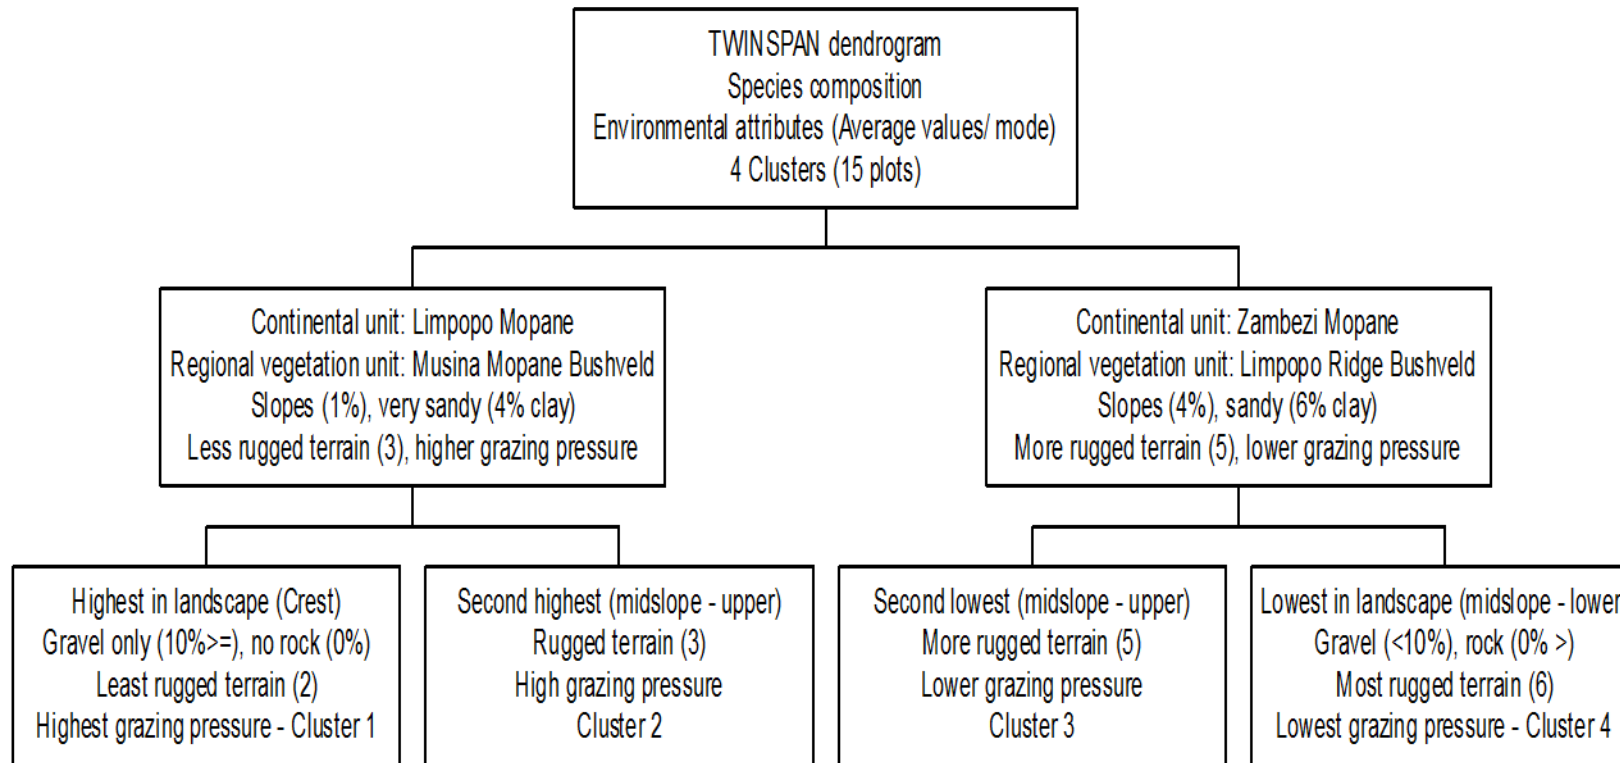 TWINSPAN dendrogram
Species composition
Environmental attributes (Average values/ mode)
4 Clusters (15 plots)
Continental unit: Limpopo Mopane
Regional vegetation unit: Musina Mopane Bushveld
Slopes (1%), very sandy (4% clay)
Less rugged terrain (3), higher grazing pressure
Continental unit: Zambezi Mopane
Regional vegetation unit: Limpopo Ridge Bushveld
Slopes (4%), sandy (6% clay)
More rugged terrain (5), lower grazing pressure
Highest in landscape (Crest)
Gravel only (10%>=), no rock (0%)
Least rugged terrain (2)
Highest grazing pressure - Cluster 1
Second highest (midslope - upper)
Rugged terrain (3)
High grazing pressure
Cluster 2
Second lowest (midslope - upper)
More rugged terrain (5)
Lower grazing pressure
Cluster 3
Lowest in landscape (midslope - lower
Gravel (<10%), rock (0% >)
Most rugged terrain (6)
Lowest grazing pressure - Cluster 4